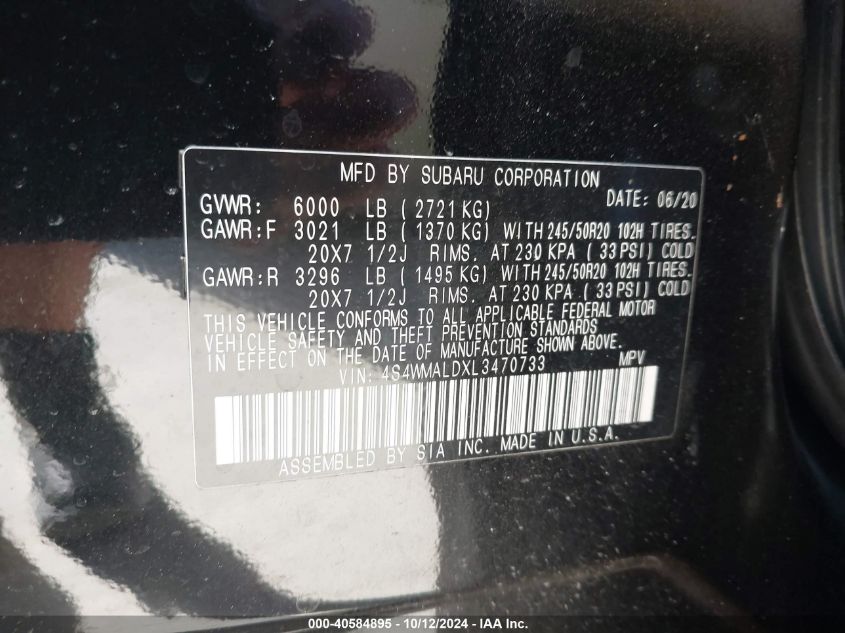 MFD BY SUBARU CORPORATION
DATE: 06/20
GVWR: 6000 LB ( 2721 KG)
GAWR:F 3021 LB ( 1370 KG) WITH 245/50R20 102H TIRES.
20X7 1/2J RIMS. AT 230 KPA ( 33 PSI) COLD
GAWR:R 3296 LB ( 1495 KG) WITH 245/50R20 102H TIRES.
20X7 1/2J RIMS. AT 230 KPA ( 33 PSI) COLD
THIS VEHICLE CONFORMS TO ALL APPLICABLE FEDERAL MOTOR
VEHICLE SAFETY AND THEFT PREVENTION STANDARDS
IN EFFECT ON THE DATE OF MANUFACTURE SHOWN ABOVE.
VIN: 4S4WMALDXL3470733 MPV
ASSEMBLED BY SIA INC. MADE IN U.S.A.
000-40584895 - 10/12/2024 - IAA Inc.